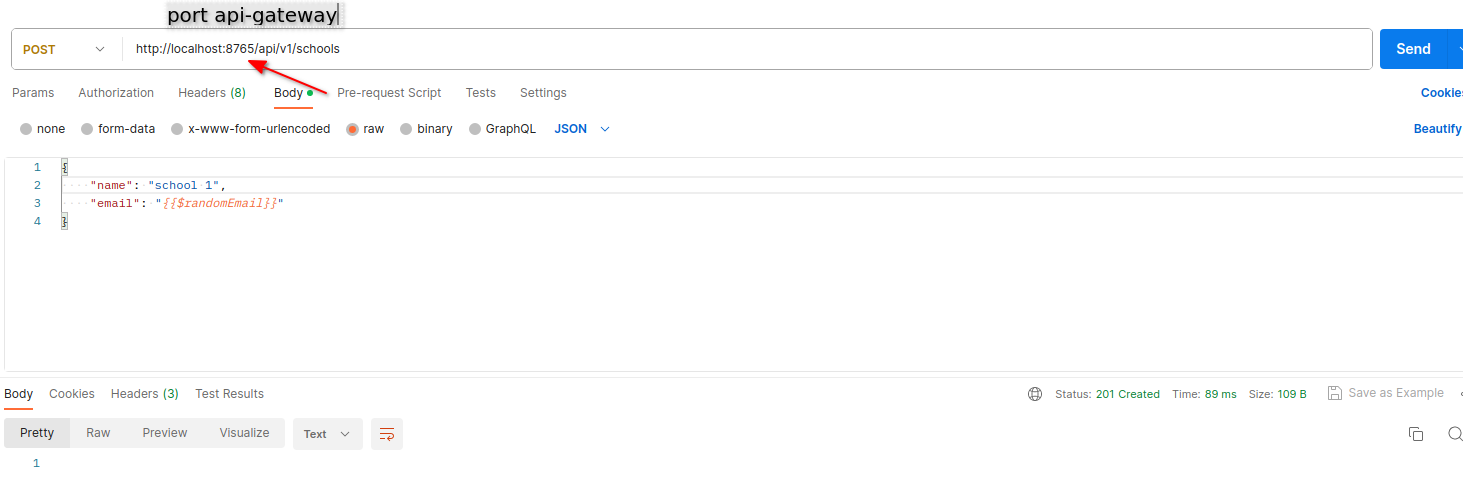 port api-gateway
POST http://localhost:8765/api/v1/schools Send
Params Authorization Headers (8) Body Pre-request Script Tests Settings Cookies
none form-data x-www-form-urlencoded raw binary GraphQL JSON Beautify
1 {
2 "name": "school 1",
3 "email": "{{$randomEmail}}"
4 }
Body Cookies Headers (3) Test Results Status: 201 Created Time: 89 ms Size: 109 B Save as Example
Pretty Raw Preview Visualize Text
1